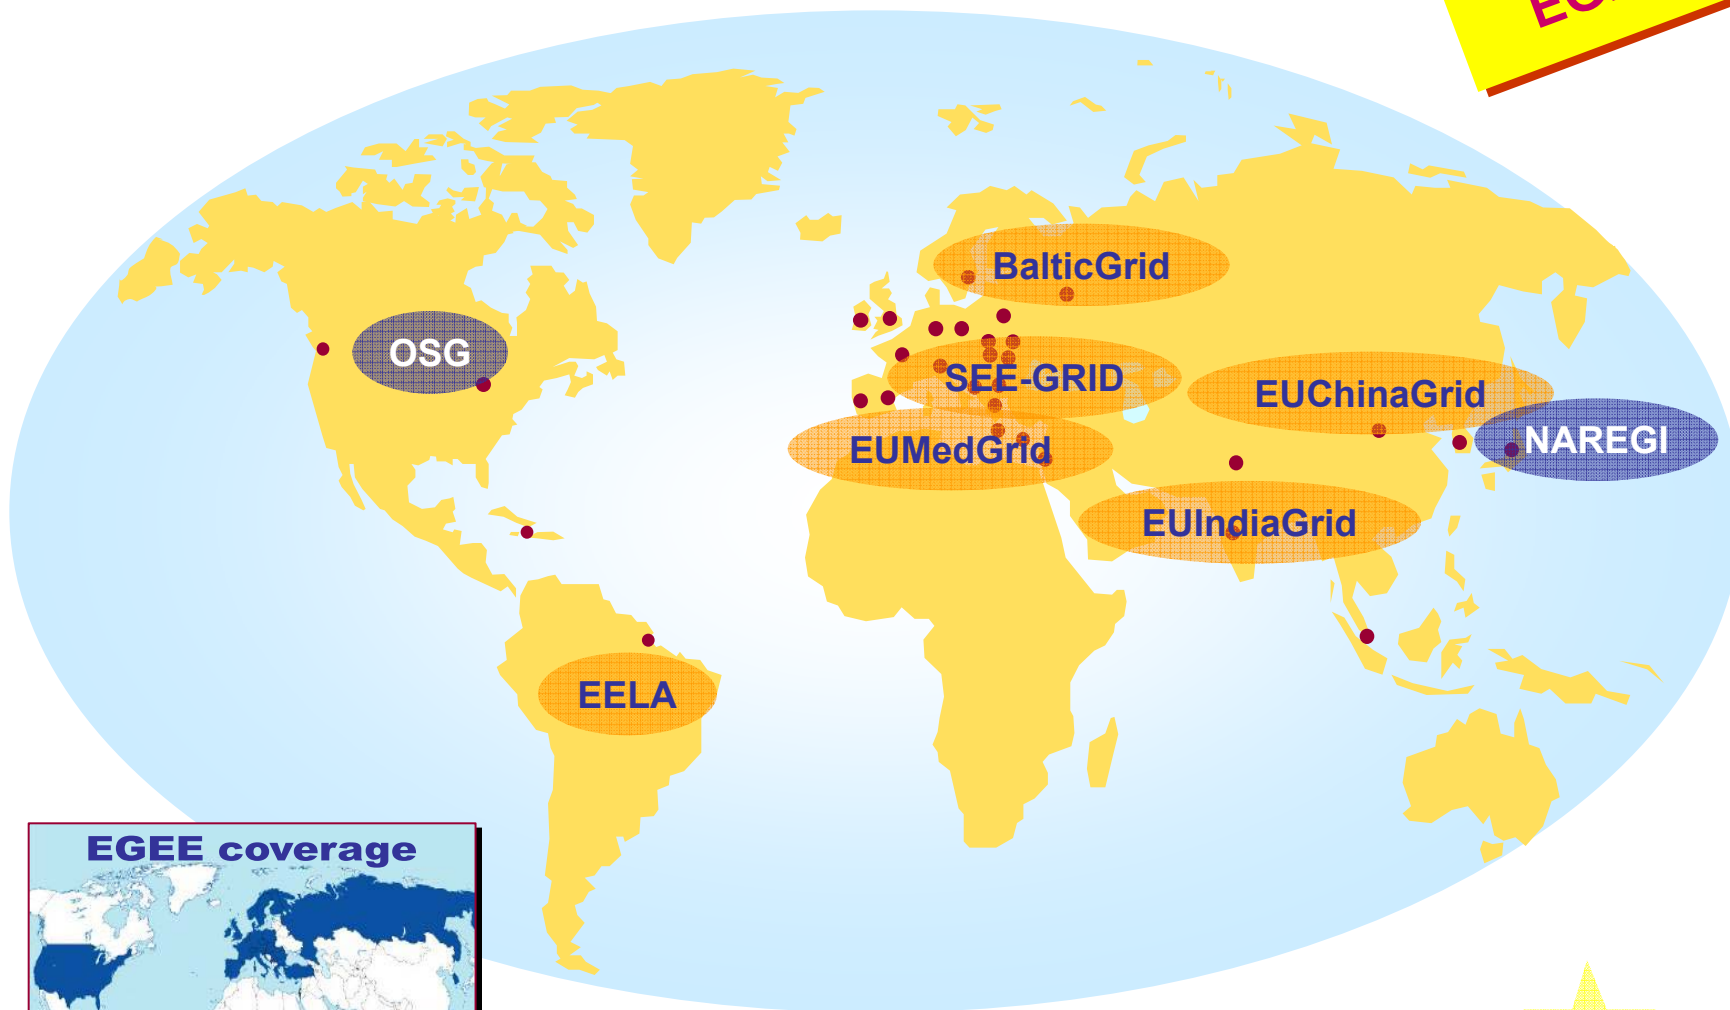 BalticGrid
OSG
SEE-GRID
EUChinaGrid
EUMedGrid
NAREGI
EUIndiaGrid
EELA
EGEE coverage